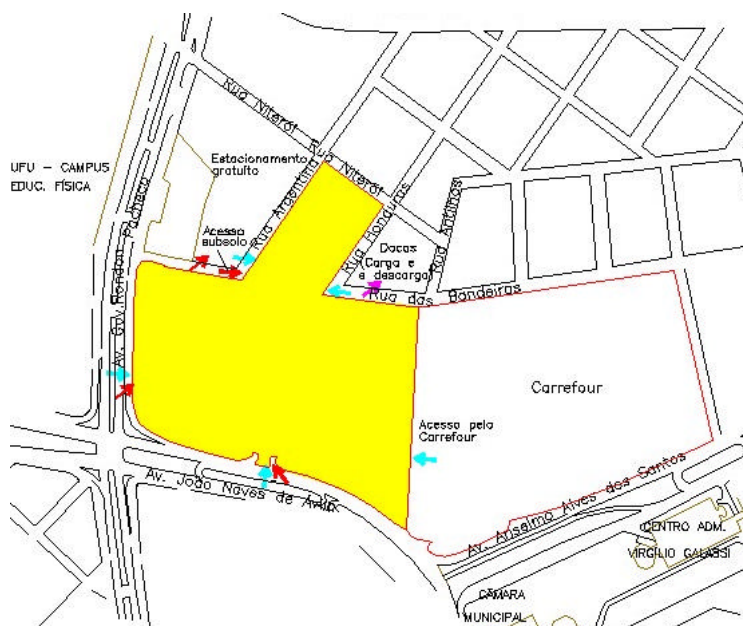 Rua Niterói
Rua Niterói
Estacionamento
gratuito
UFU - CAMPUS
EDUC. FÍSICA
Rua Argentina
Rua Honduras
Rua Antinos
Acesso
subsolo
Docas
Carga e
e descarga
Av. Gov. Rondon Pacheco
Rua das Bandeiras
Carrefour
Acesso pelo
Carrefour
Av. João Naves de Ávila
Av. Anselmo Alves dos Santos
CENTRO ADM.
VIRGÍLIO GALASSI
CÂMARA
MUNICIPAL